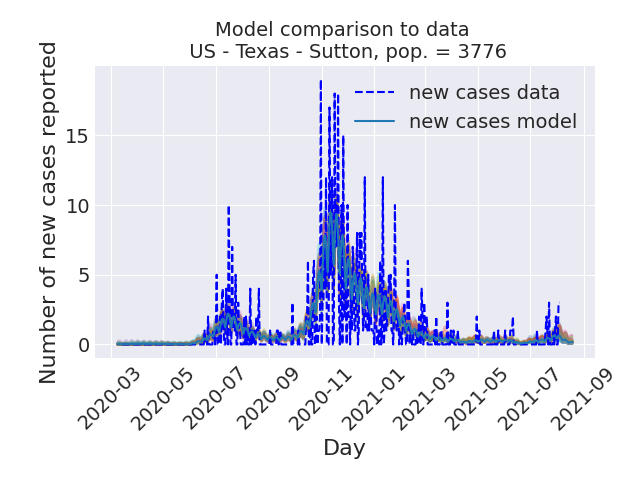 Model comparison to data
US - Texas - Sutton, pop. = 3776
new cases data
new cases model
Number of new cases reported
15
10
5
0
2020-03
2020-05
2020-07
2020-09
2020-11
2021-01
2021-03
2021-05
2021-07
2021-09
Day